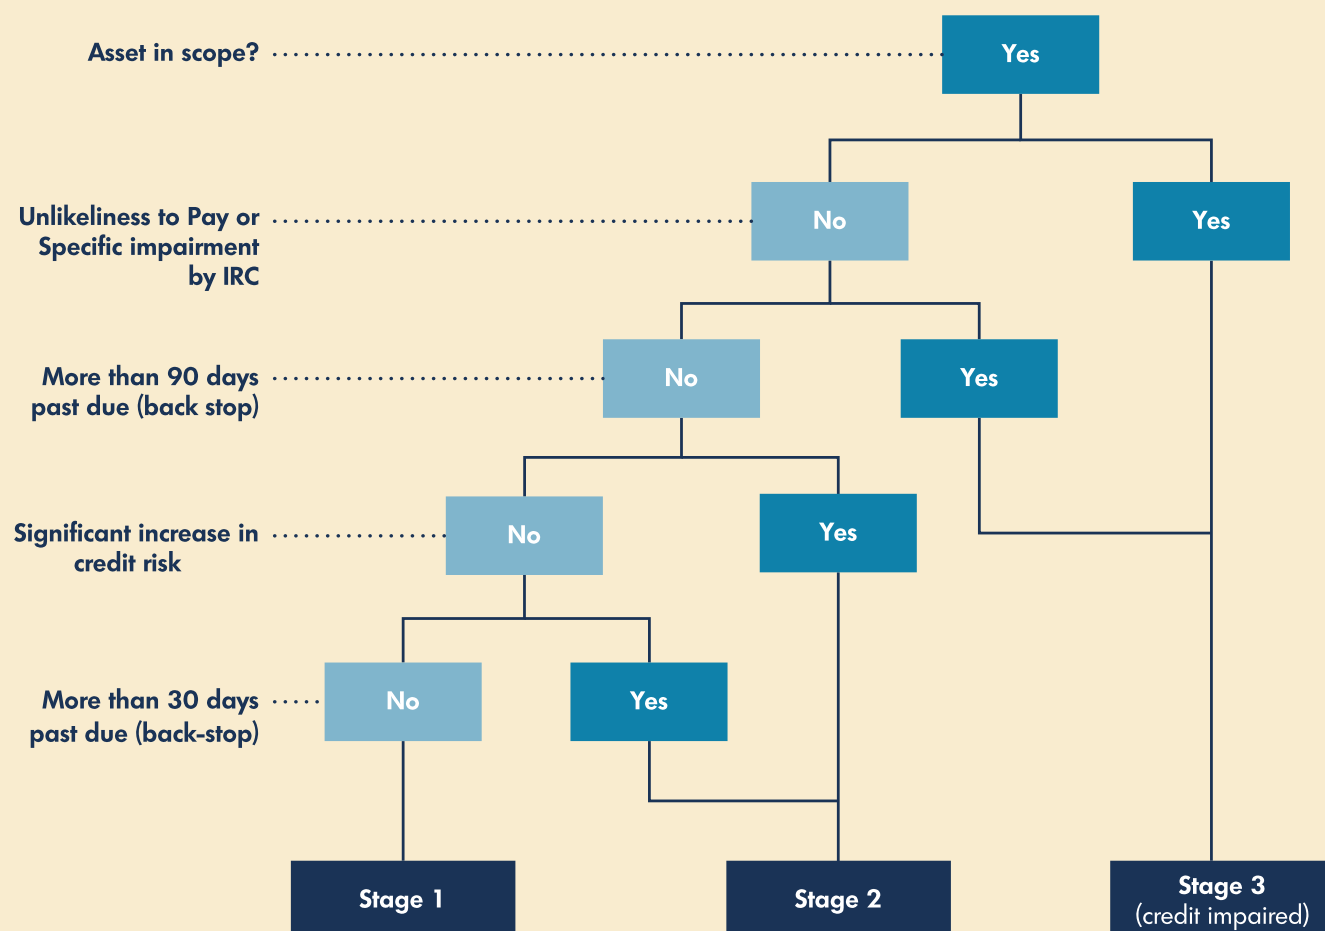 Asset in scope?
Yes
Unlikeliness to Pay or
Specific impairment
by IRC
No
Yes
More than 90 days
past due (back stop)
No
Yes
Significant increase in
credit risk
No
Yes
More than 30 days
past due (back-stop)
No
Yes
Stage 1
Stage 2
Stage 3
(credit impaired)